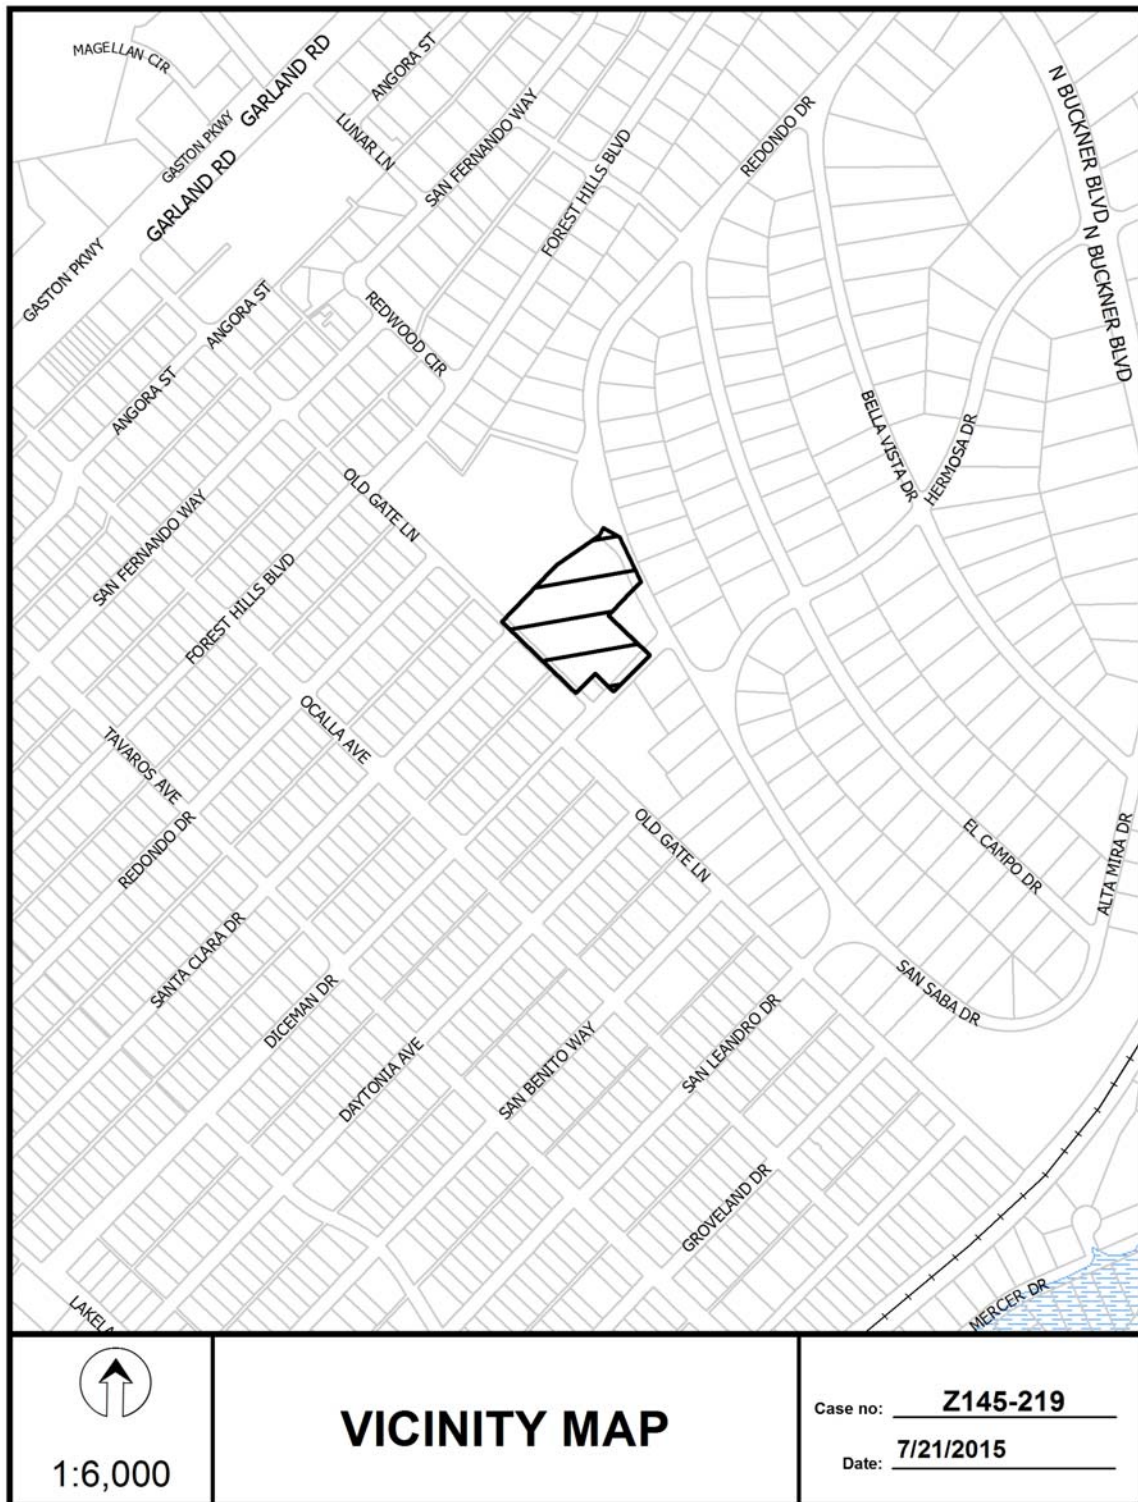 MAGELLAN CIR
GARLAND RD
ANGORA ST
GASTON PKWY
LUNAR LN
SAN FERNANDO WAY
N BUCKNER BLVD
REDONDO DR
FOREST HILLS BLVD
GARLAND RD
GASTON PKWY
ANGORA ST
REDWOOD CIR
N BUCKNER BLVD
ANGORA ST
BELLA VISTA DR
HERMOSA DR
OLD GATE LN
SAN FERNANDO WAY
FOREST HILLS BLVD
OCALLA AVE
TAVAROS AVE
REDONDO DR
OLD GATE LN
EL CAMPO DR
ALTA MIRA DR
SANTA CLARA DR
DICEMAN DR
SAN SABA DR
DAYTONIA AVE
SAN BENITO WAY
SAN LEANDRO DR
GROVELAND DR
MERCER DR
LAKELA
1:6,000
VICINITY MAP
Case no: Z145-219
Date: 7/21/2015